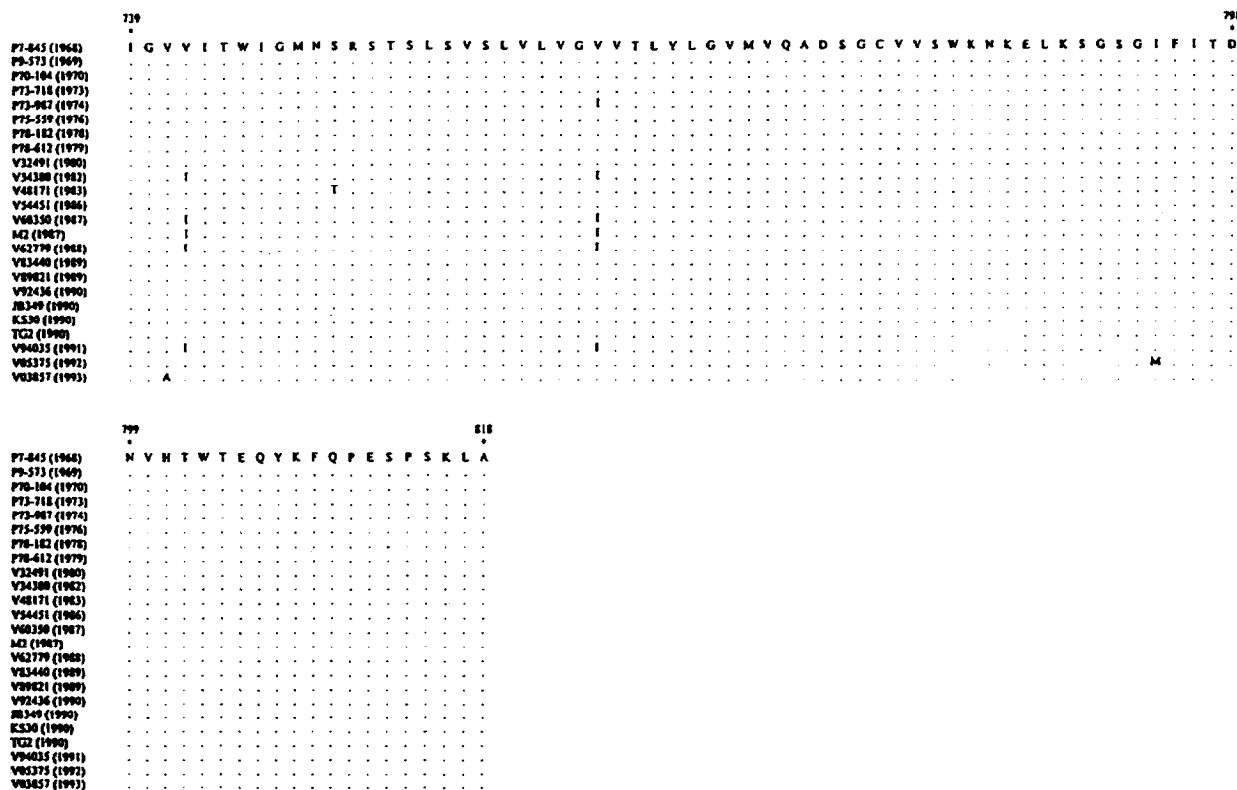 739 798
P7-845 (1968) I G V V I T W I G M N S R S T S L S V S L V L V G V V T L Y L G V M V Q A D S G C V V S W K N K E L K S G S G I F I T D
P9-573 (1969)
P70-104 (1970)
P73-718 (1973)
P73-987 (1974) I
P75-559 (1976)
P78-182 (1978)
P78-612 (1979)
V32491 (1980)
V34380 (1982) I I
V48171 (1983) T
V54451 (1986)
V60350 (1987) I I
M2 (1987) I I
V62779 (1988) I I
V83440 (1989)
V89821 (1989)
V92436 (1990)
JB349 (1990)
KS30 (1990)
TG2 (1990)
V94035 (1991) I I
V05375 (1992) M
V03857 (1993) A
799 818
P7-845 (1968) N V H T W T E Q Y K F Q P E S P S K L A
P9-573 (1969)
P70-104 (1970)
P73-718 (1973)
P73-987 (1974)
P75-559 (1976)
P78-182 (1978)
P78-612 (1979)
V32491 (1980)
V34380 (1982)
V48171 (1983)
V54451 (1986)
V60350 (1987)
M2 (1987)
V62779 (1988)
V83440 (1989)
V89821 (1989)
V92436 (1990)
JB349 (1990)
KS30 (1990)
TG2 (1990)
V94035 (1991)
V05375 (1992)
V03857 (1993)